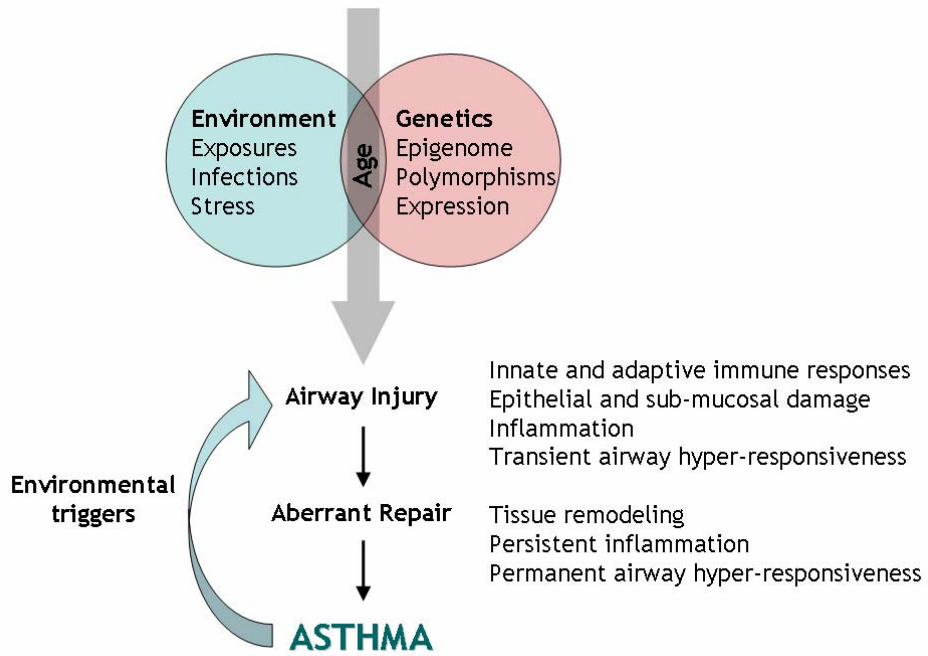 Environment
Exposures
Infections
Stress
Age
Genetics
Epigenome
Polymorphisms
Expression
Airway Injury
Innate and adaptive immune responses
Epithelial and sub-mucosal damage
Inflammation
Transient airway hyper-responsiveness
Environmental
triggers
Aberrant Repair
Tissue remodeling
Persistent inflammation
Permanent airway hyper-responsiveness
ASTHMA